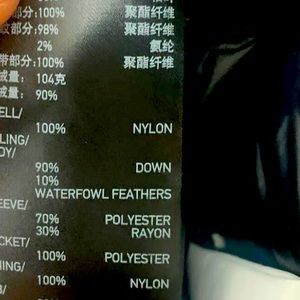 部分:100% 聚酯纤维
纹部分:98% 聚酯纤维
2% 氨纶
带部分:100% 聚酯纤维
绒量: 104克
绒量: 90%
ELL/
100% NYLON
LING/
DY/
90% DOWN
10%
WATERFOWL FEATHERS
EEVE/
70% POLYESTER
30% RAYON
CKET/
100% POLYESTER
NING/
100% NYLON
B/